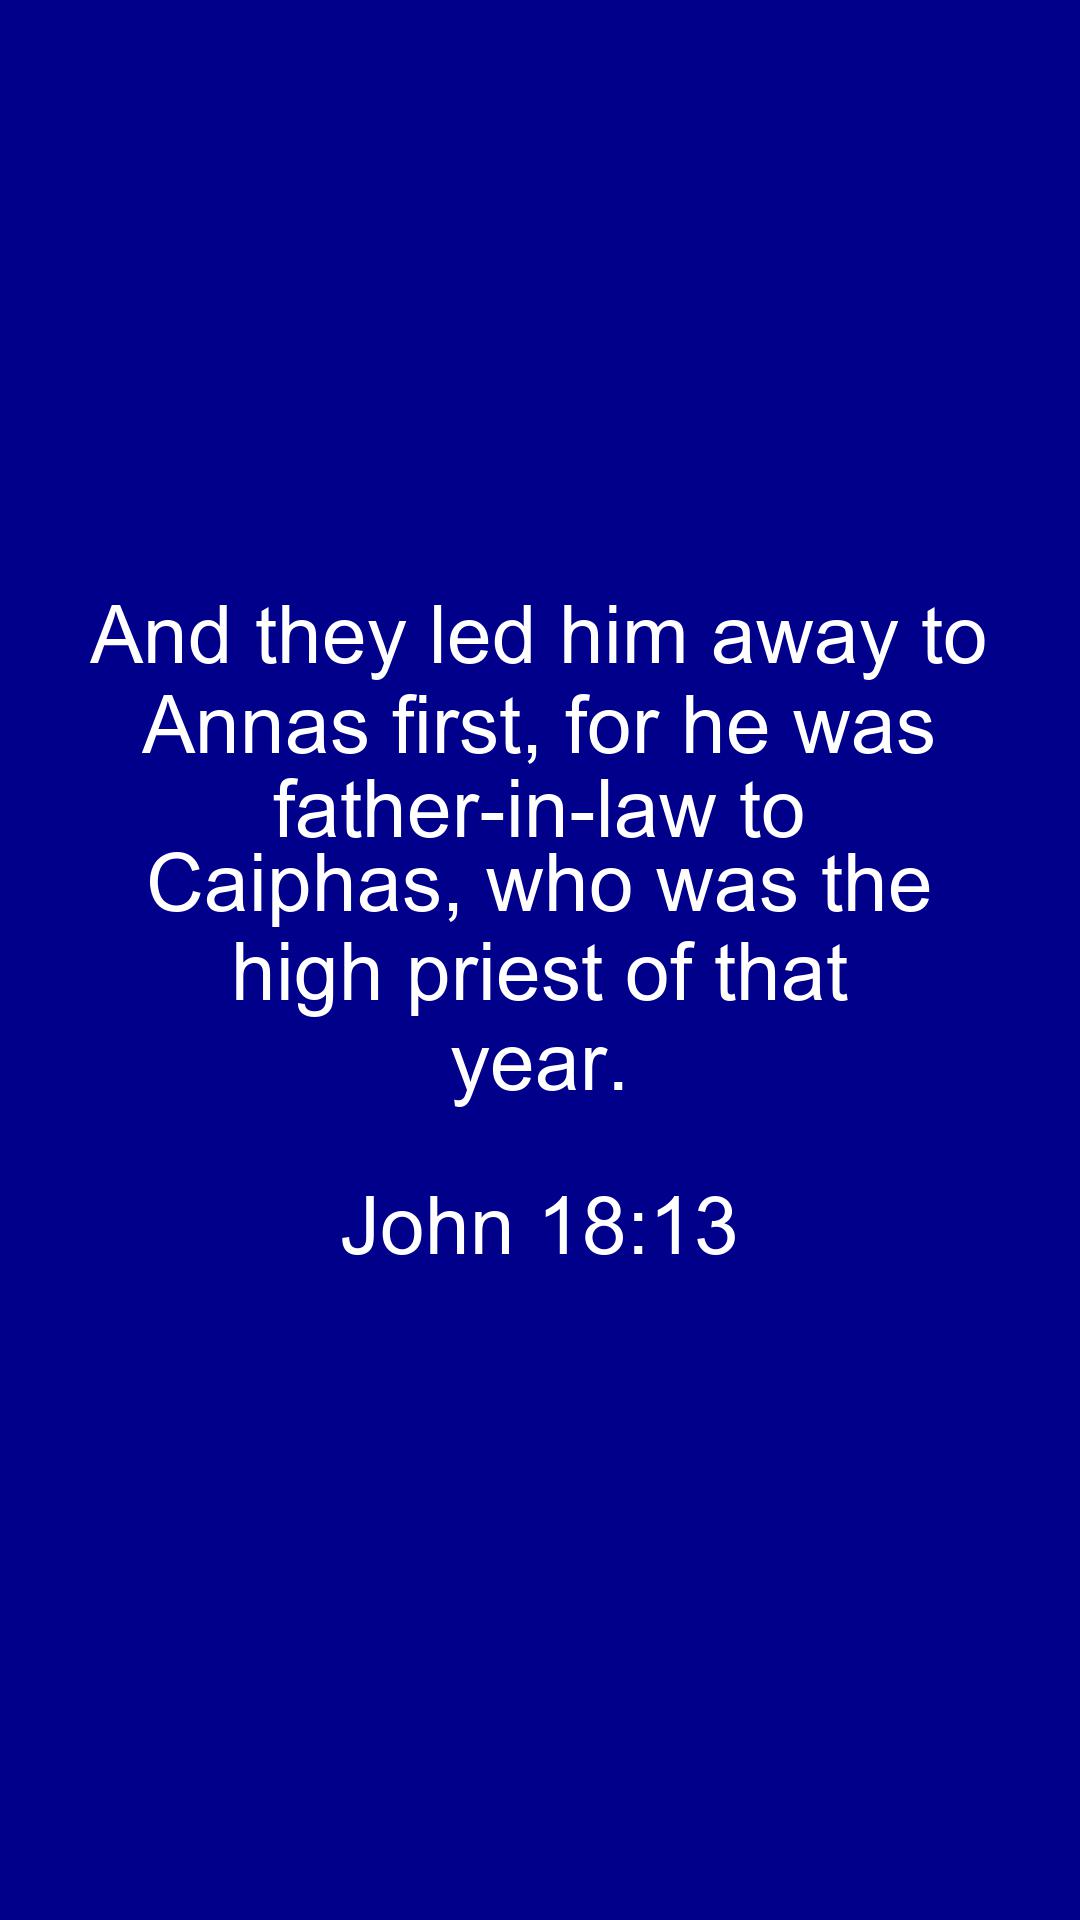 And they led him away to
Annas first, for he was
father-in-law to
Caiphas, who was the
high priest of that
year.
John 18:13